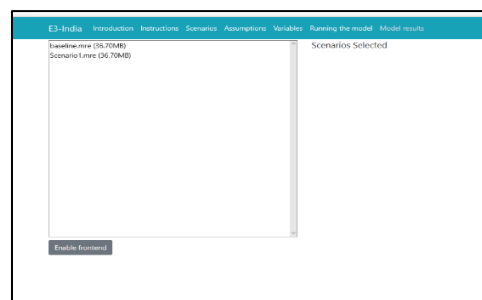 E3-India Introduction Instructions Scenarios Assumptions Variables Running the model Model results
baseline.mre (36.70MB)
Scenario1.mre (36.70MB)
Scenarios Selected
Enable frontend